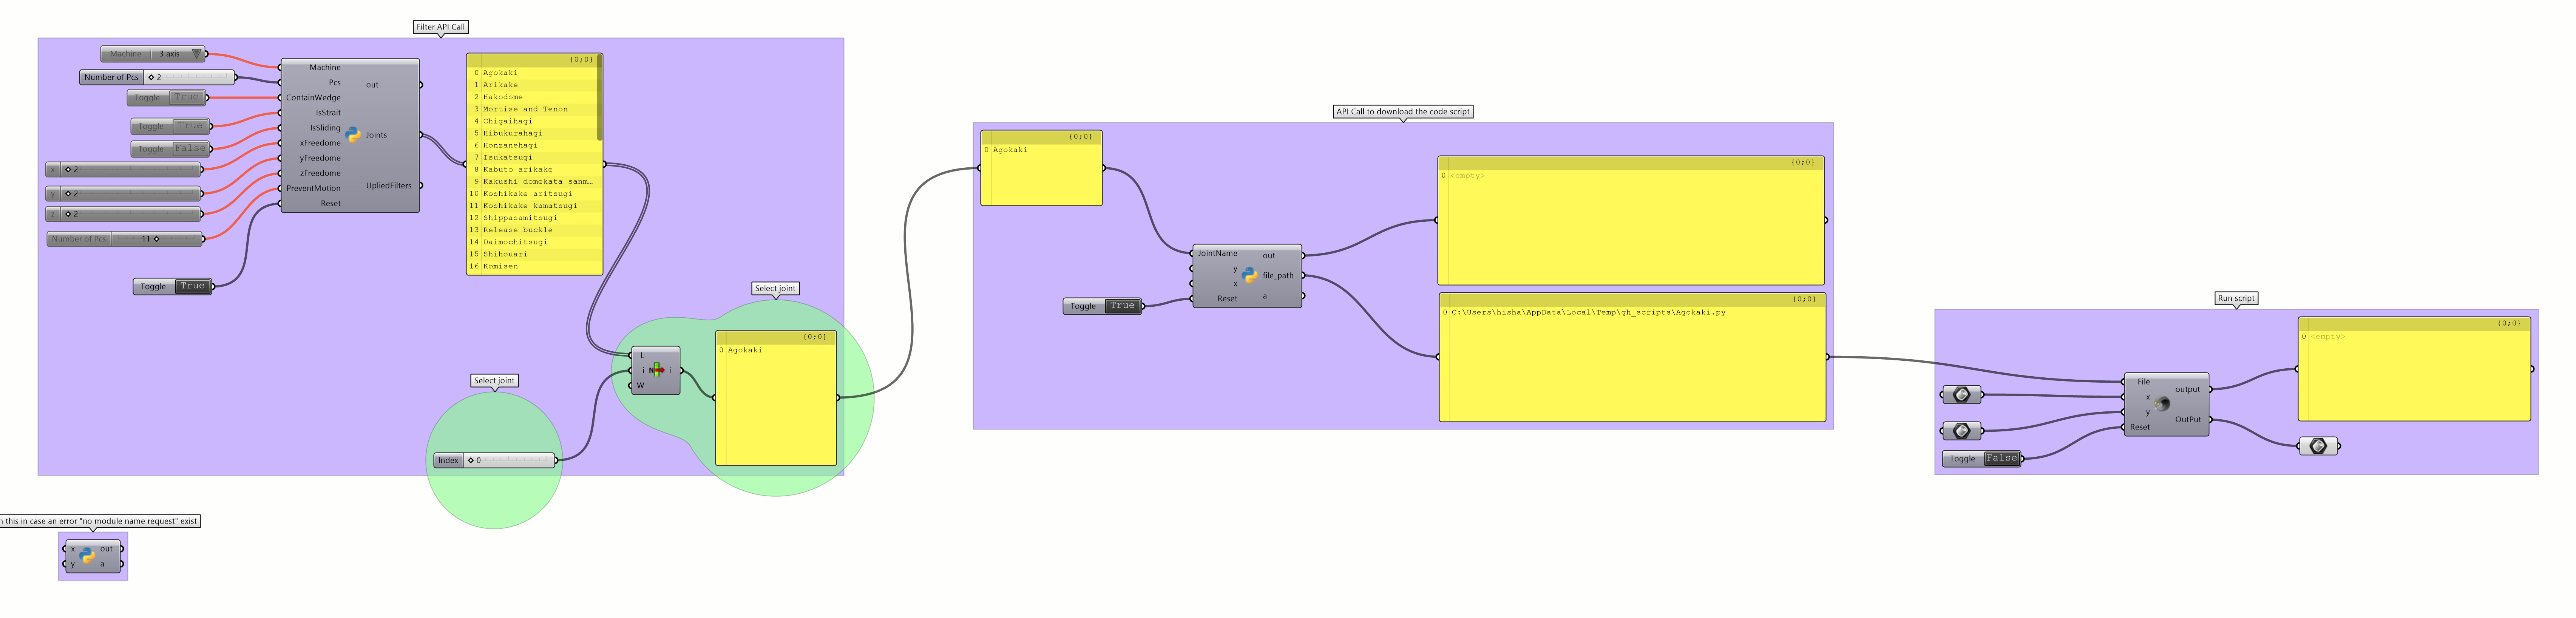 Filter API Call
Machine 3 axis
Number of Pcs 2
Toggle True
Toggle True
Toggle False
x 2
y 2
z 2
Number of Pcs 11
Toggle True
Machine
Pcs
ContainWedge
IsStrait
IsSliding
xFreedome
yFreedome
zFreedome
PreventMotion
Reset
out
Joints
UpliedFilters
{0;0}
0 Agokaki
1 Arikake
2 Hakodome
3 Mortise and Tenon
4 Chigaihagi
5 Hibukurahagi
6 Honzanehagi
7 Isukatsugi
8 Kabuto arikake
9 Kakushi domekata sanm…
10 Koshikake aritsugi
11 Koshikake kamatsugi
12 Shippasamitsugi
13 Release buckle
14 Daimochitsugi
15 Shihouari
16 Komisen
Select joint
Index 0
Select joint
L
i
W
i
{0;0}
0 Agokaki
API Call to download the code script
{0;0}
0 Agokaki
Toggle True
JointName
y
x
Reset
out
file_path
a
{0;0}
0 <empty>
{0;0}
0 C:\Users\hisha\AppData\Local\Temp\gh_scripts\Agokaki.py
Run script
Toggle False
File
x
y
Reset
output
OutPut
{0;0}
0 <empty>
this in case an error "no module name request" exist
x out
y a